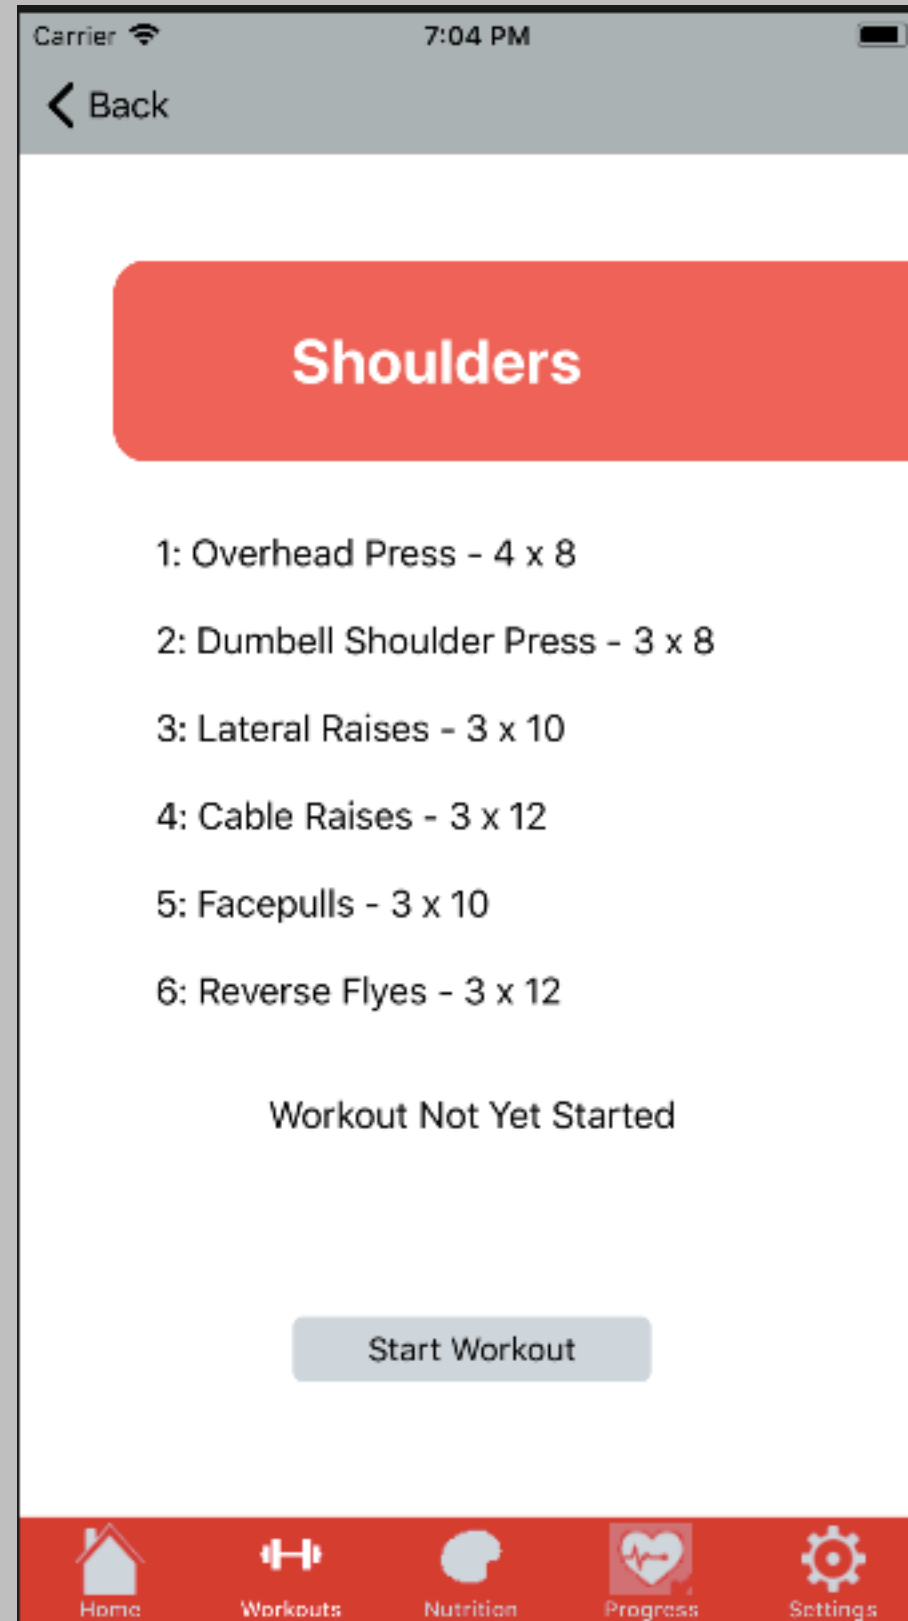 Carrier
7:04 PM
Back
Shoulders
1: Overhead Press - 4 x 8
2: Dumbell Shoulder Press - 3 x 8
3: Lateral Raises - 3 x 10
4: Cable Raises - 3 x 12
5: Facepulls - 3 x 10
6: Reverse Flyes - 3 x 12
Workout Not Yet Started
Start Workout
Home
Workouts
Nutrition
Progress
Settings